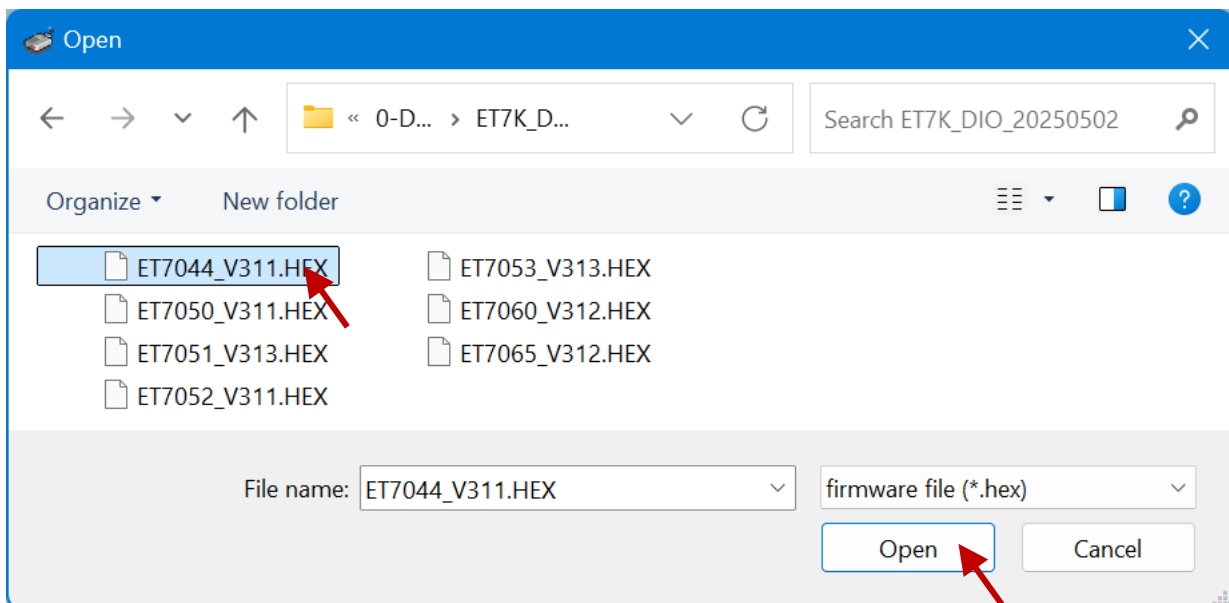 Open
« 0-D... > ET7K_D... Search ET7K_DIO_20250502
Organize New folder ?
ET7044_V311.HEX ET7053_V313.HEX
ET7050_V311.HEX ET7060_V312.HEX
ET7051_V313.HEX ET7065_V312.HEX
ET7052_V311.HEX
File name: ET7044_V311.HEX firmware file (*.hex)
Open Cancel